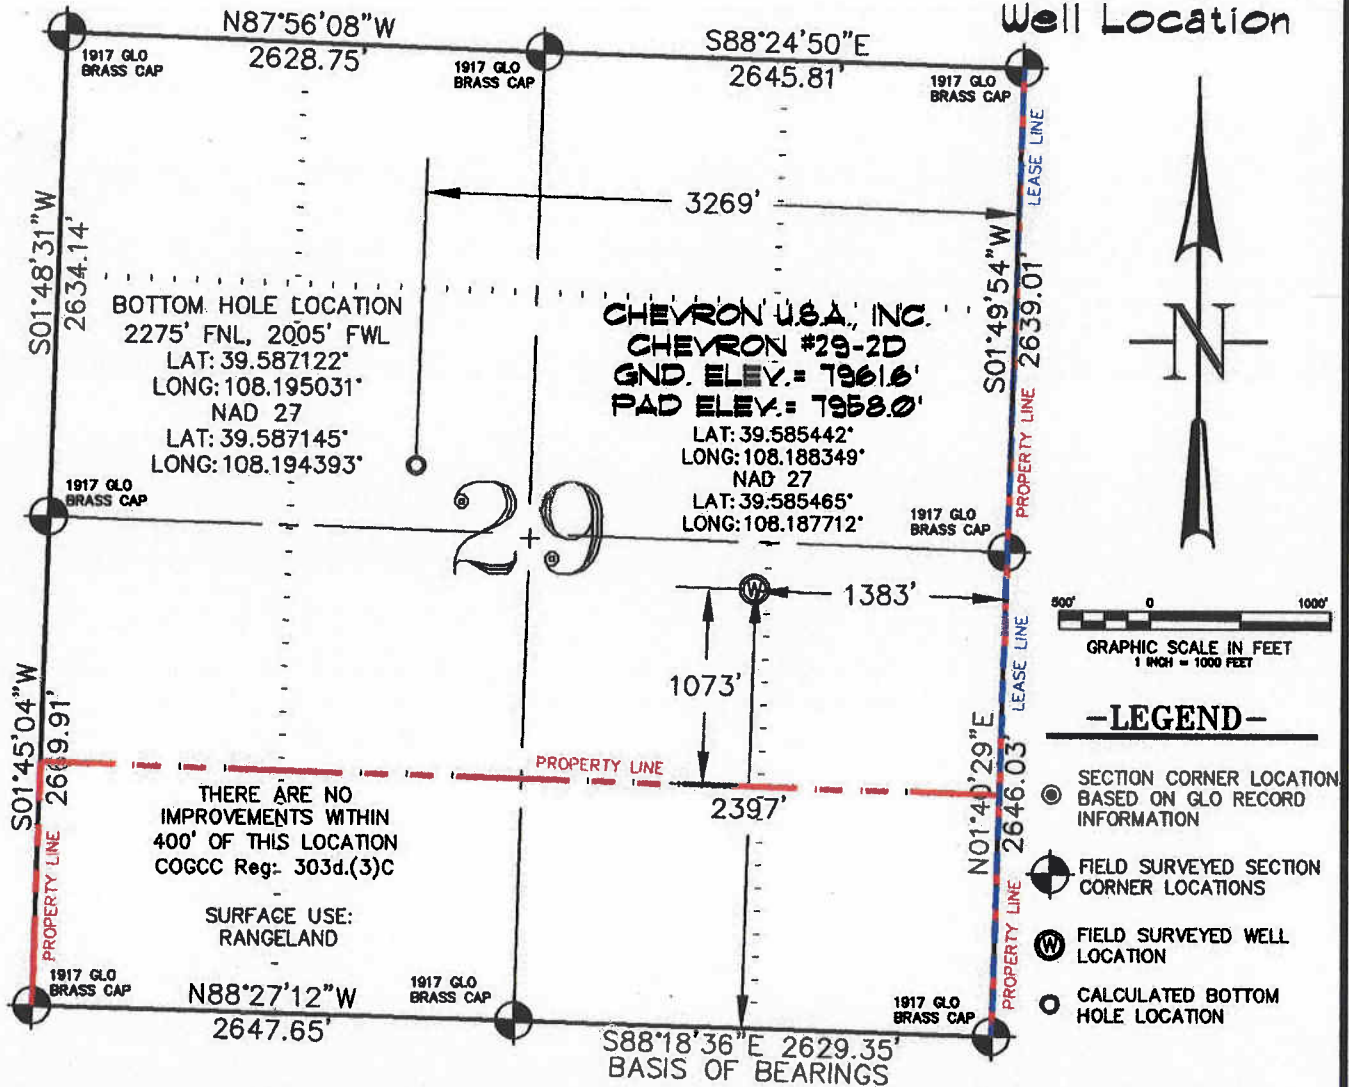 Well Location
N87°56'08"W
2628.75'
S88°24'50"E
2645.81'
1917 GLO
BRASS CAP
1917 GLO
BRASS CAP
1917 GLO
BRASS CAP
LEASE LINE
3269'
S01°48'31"W
2634.14'
S01°49'54"W
2639.01'
BOTTOM HOLE LOCATION
2275' FNL, 2005' FWL
LAT: 39.587122°
LONG: 108.195031°
NAD 27
LAT: 39.587145°
LONG: 108.194393°
CHEVRON U.S.A., INC.
CHEVRON #29-2D
GND. ELEV.= 7961.6'
PAD ELEV.= 7958.0'
LAT: 39.585442°
LONG: 108.188349°
NAD 27
LAT: 39.585465°
LONG: 108.187712°
N
PROPERTY LINE
1917 GLO
BRASS CAP
29
1917 GLO
BRASS CAP
W
1383'
1073'
500' 0 1000'
GRAPHIC SCALE IN FEET
1 INCH = 1000 FEET
LEASE LINE
S01°45'04"W
2669.91'
N01°40'29"E
2646.03'
PROPERTY LINE
2397'
THERE ARE NO
IMPROVEMENTS WITHIN
400' OF THIS LOCATION
COGCC Reg: 303d.(3)C
SURFACE USE:
RANGELAND
PROPERTY LINE
PROPERTY LINE
-LEGEND-
SECTION CORNER LOCATION
BASED ON GLO RECORD
INFORMATION
FIELD SURVEYED SECTION
CORNER LOCATIONS
W FIELD SURVEYED WELL
LOCATION
CALCULATED BOTTOM
HOLE LOCATION
1917 GLO
BRASS CAP
N88°27'12"W
2647.65'
1917 GLO
BRASS CAP
1917 GLO
BRASS CAP
S88°18'36"E 2629.35'
BASIS OF BEARINGS